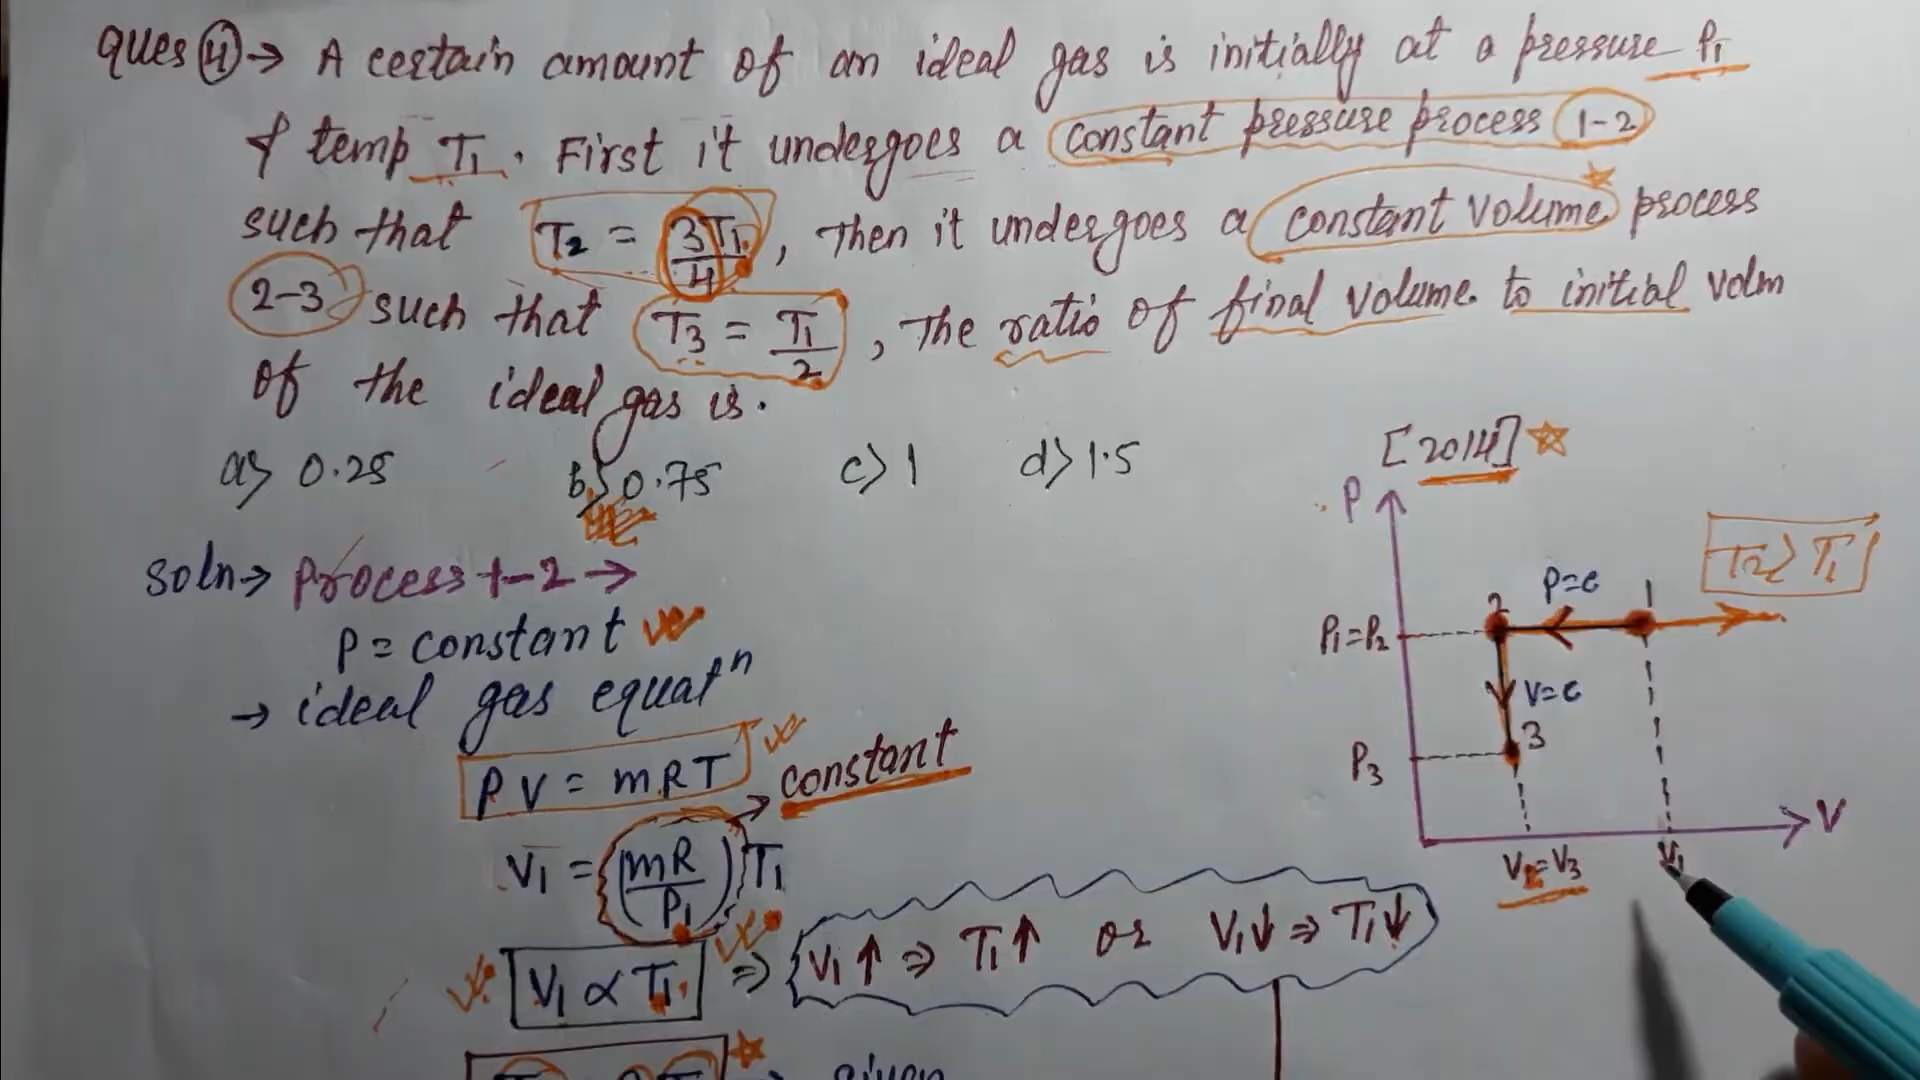 ques (4) → A certain amount of an ideal gas is initially at a pressure P1
& temp T1. First it undergoes a constant pressure process 1-2
such that T2 = 3T1/4, Then it undergoes a constant volume process
2-3 such that T3 = T1/2, The ratio of final volume to initial volm
of the ideal gas is.
a> 0.25 b> 0.75 c> 1 d> 1.5
[2014]
Soln → Process 1-2 →
P = constant
→ ideal gas equatⁿ
PV = mRT
→ constant
V1 = (mR/P1) T1
V1 ∝ T1. ⇒ V1↑ ⇒ T1↑ or V1↓ ⇒ T1↓
given
P
T2 > T1
P=c
2
1
P1=P2
V=c
3
P3
V
V2=V3
V1